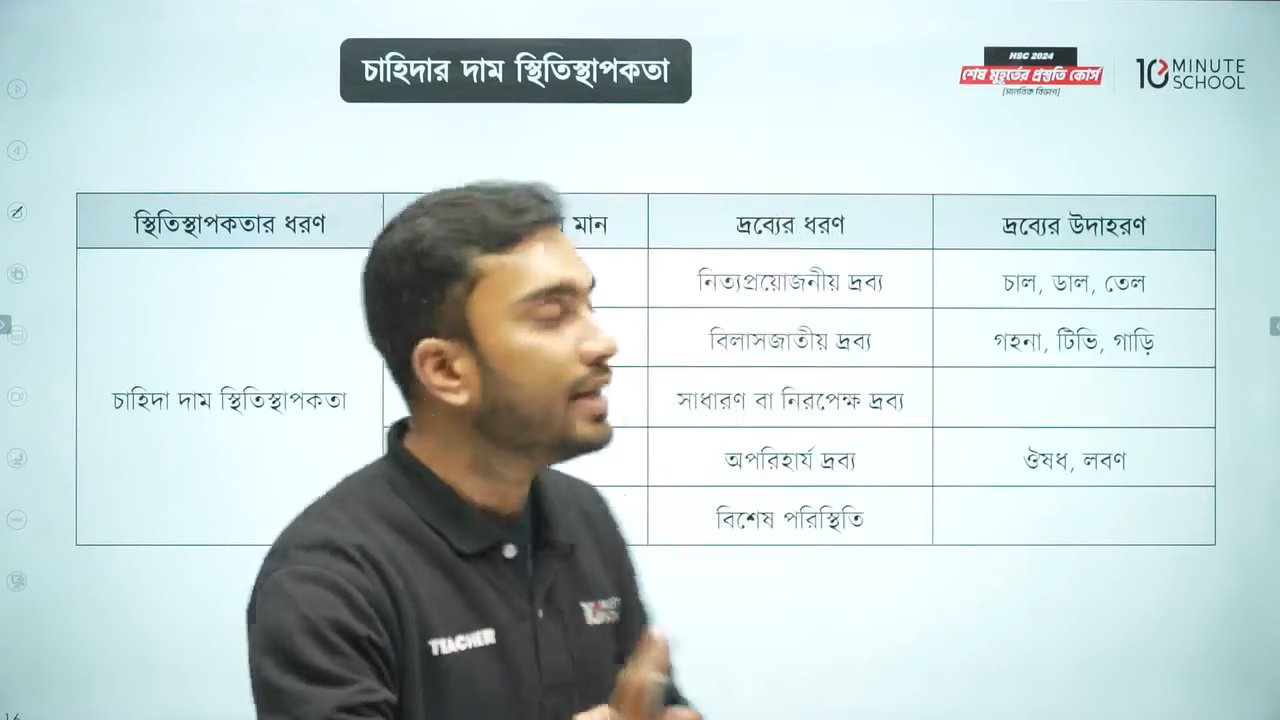 চাহিদার দাম স্থিতিস্থাপকতা
HSC 2024
শেষ মুহূর্তের প্রস্তুতি কোর্স
[মানবিক বিভাগ]
10 MINUTE SCHOOL
স্থিতিস্থাপকতার ধরণ
মান
দ্রব্যের ধরণ
দ্রব্যের উদাহরণ
নিত্যপ্রয়োজনীয় দ্রব্য
চাল, ডাল, তেল
বিলাসজাতীয় দ্রব্য
গহনা, টিভি, গাড়ি
চাহিদা দাম স্থিতিস্থাপকতা
সাধারণ বা নিরপেক্ষ দ্রব্য
অপরিহার্য দ্রব্য
ঔষধ, লবণ
বিশেষ পরিস্থিতি
TEACHER